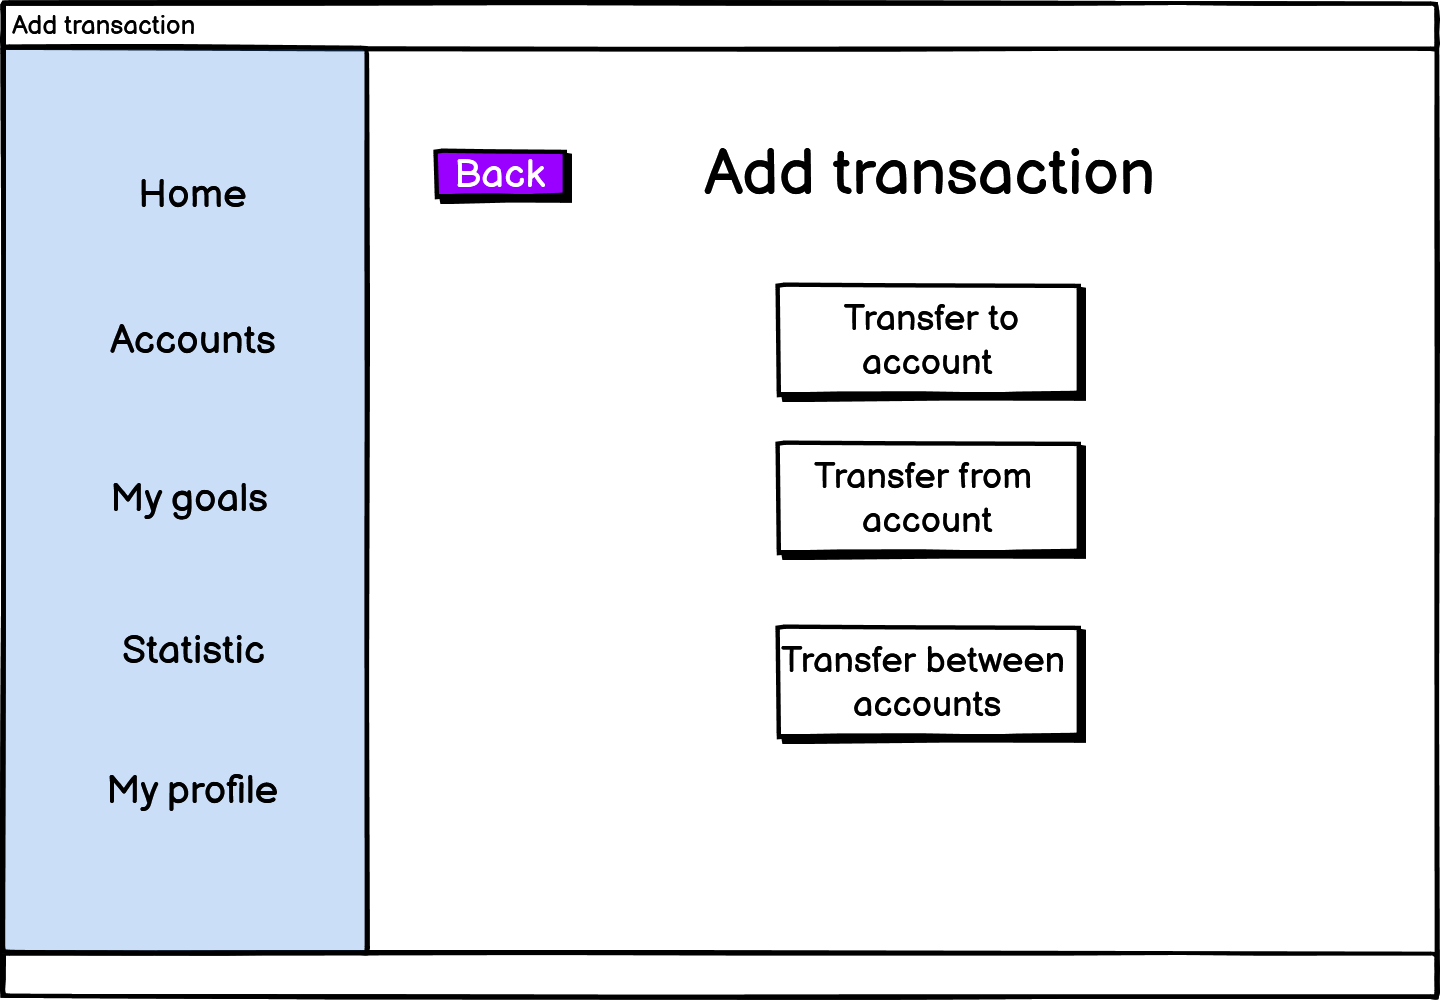 Add transaction
Home
Accounts
My goals
Statistic
My profile
Back
Add transaction
Transfer to
account
Transfer from
account
Transfer between
accounts